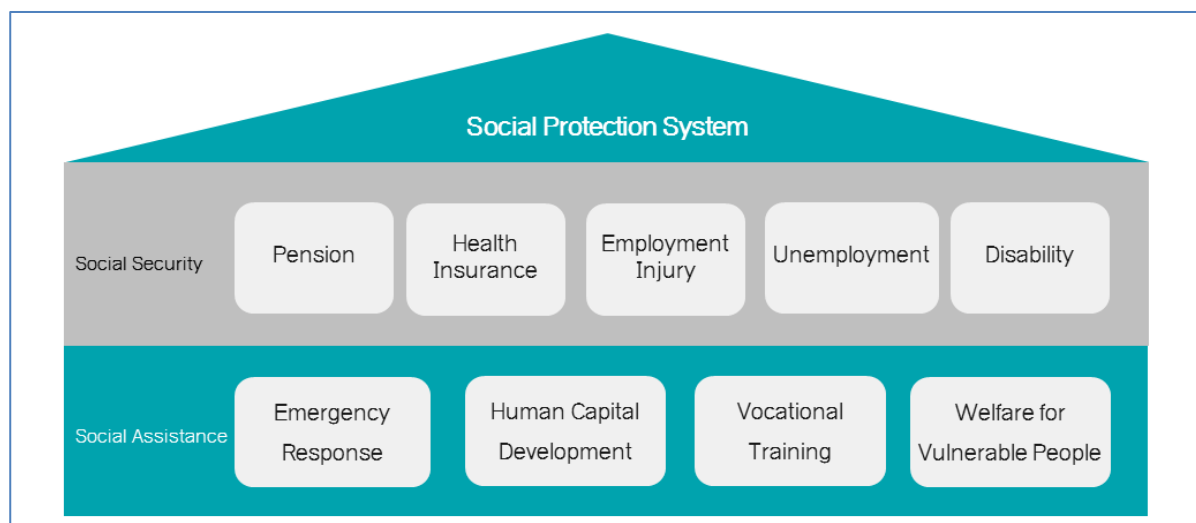 Social Protection System
Social Security
Pension
Health
Insurance
Employment
Injury
Unemployment
Disability
Social Assistance
Emergency
Response
Human Capital
Development
Vocational
Training
Welfare for
Vulnerable People